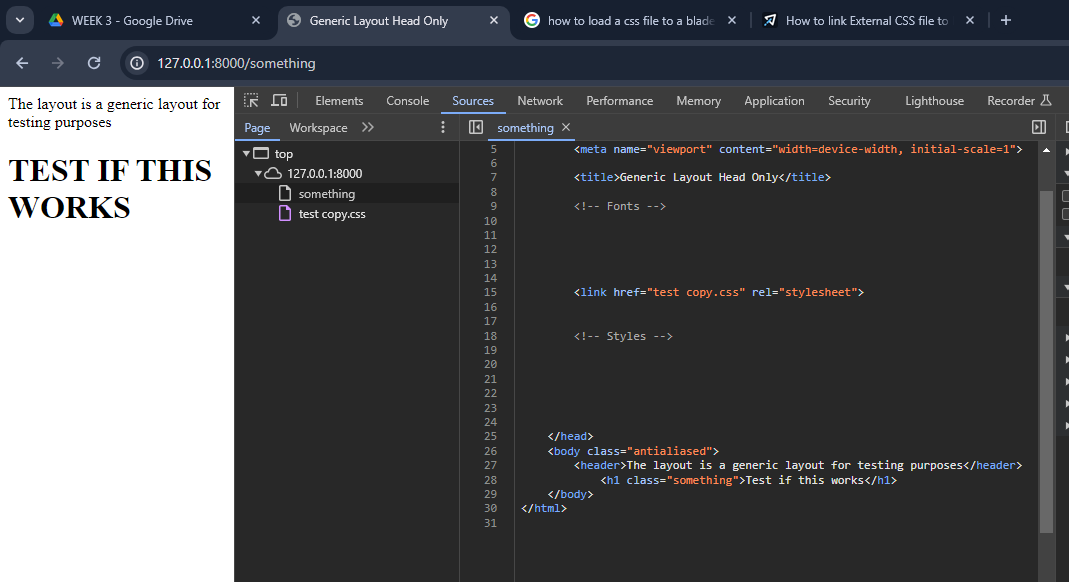 WEEK 3 - Google Drive
Generic Layout Head Only
how to load a css file to a blade
How to link External CSS file to
127.0.0.1:8000/something
The layout is a generic layout for
testing purposes
TEST IF THIS
WORKS
Elements Console Sources Network Performance Memory Application Security Lighthouse Recorder
Page Workspace
something
top
127.0.0.1:8000
something
test copy.css
5 <meta name="viewport" content="width=device-width, initial-scale=1">
6
7 <title>Generic Layout Head Only</title>
8
9 <!-- Fonts -->
10
11
12
13
14
15 <link href="test copy.css" rel="stylesheet">
16
17
18 <!-- Styles -->
19
20
21
22
23
24
25 </head>
26 <body class="antialiased">
27 <header>The layout is a generic layout for testing purposes</header>
28 <h1 class="something">Test if this works</h1>
29 </body>
30 </html>
31